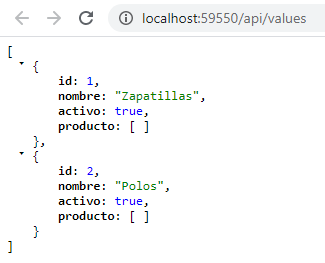 localhost:59550/api/values
[
{
id: 1,
nombre: "Zapatillas",
activo: true,
producto: [ ]
},
{
id: 2,
nombre: "Polos",
activo: true,
producto: [ ]
}
]